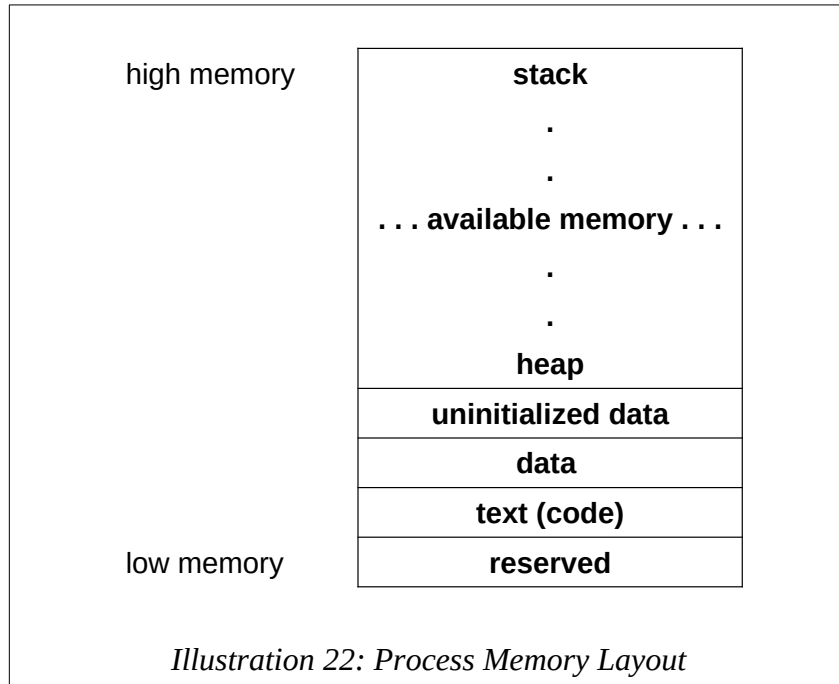 high memory stack
.
.
. . . available memory . . .
.
.
heap
uninitialized data
data
text (code)
low memory reserved
Illustration 22: Process Memory Layout